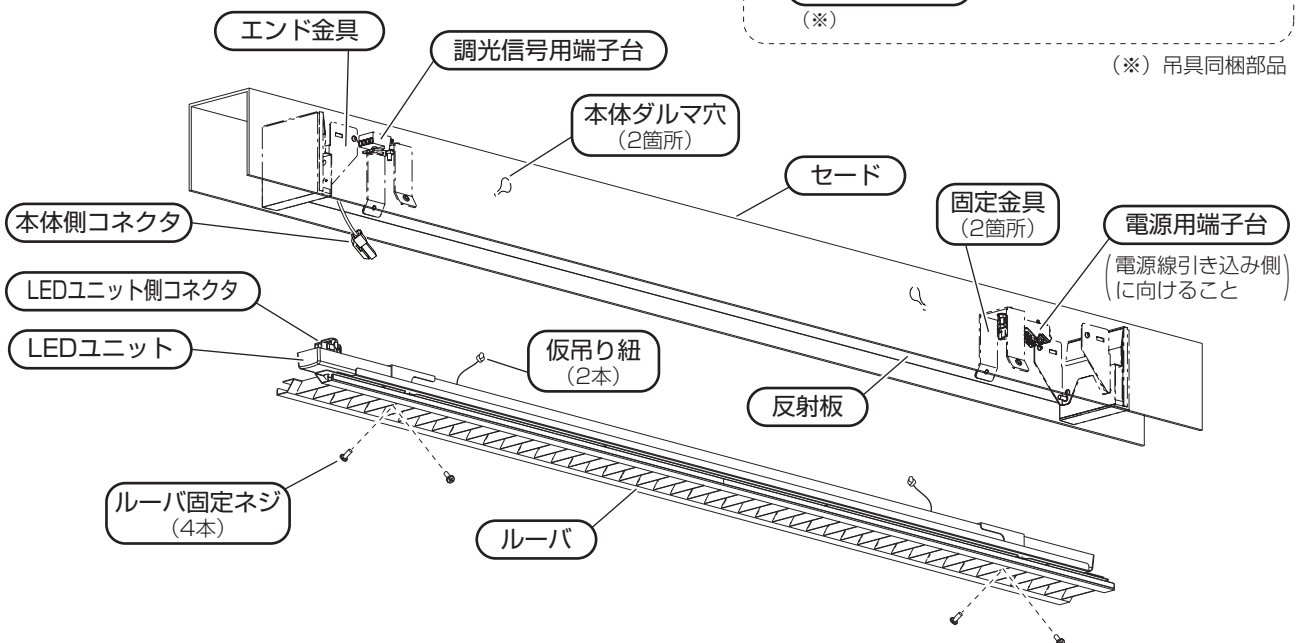 （※）
（※）吊具同梱部品
エンド金具
調光信号用端子台
本体ダルマ穴
（2箇所）
セード
固定金具
（2箇所）
電源用端子台
（電源線引き込み側
に向けること）
本体側コネクタ
LEDユニット側コネクタ
LEDユニット
仮吊り紐
（2本）
反射板
ルーバ固定ネジ
（4本）
ルーバ